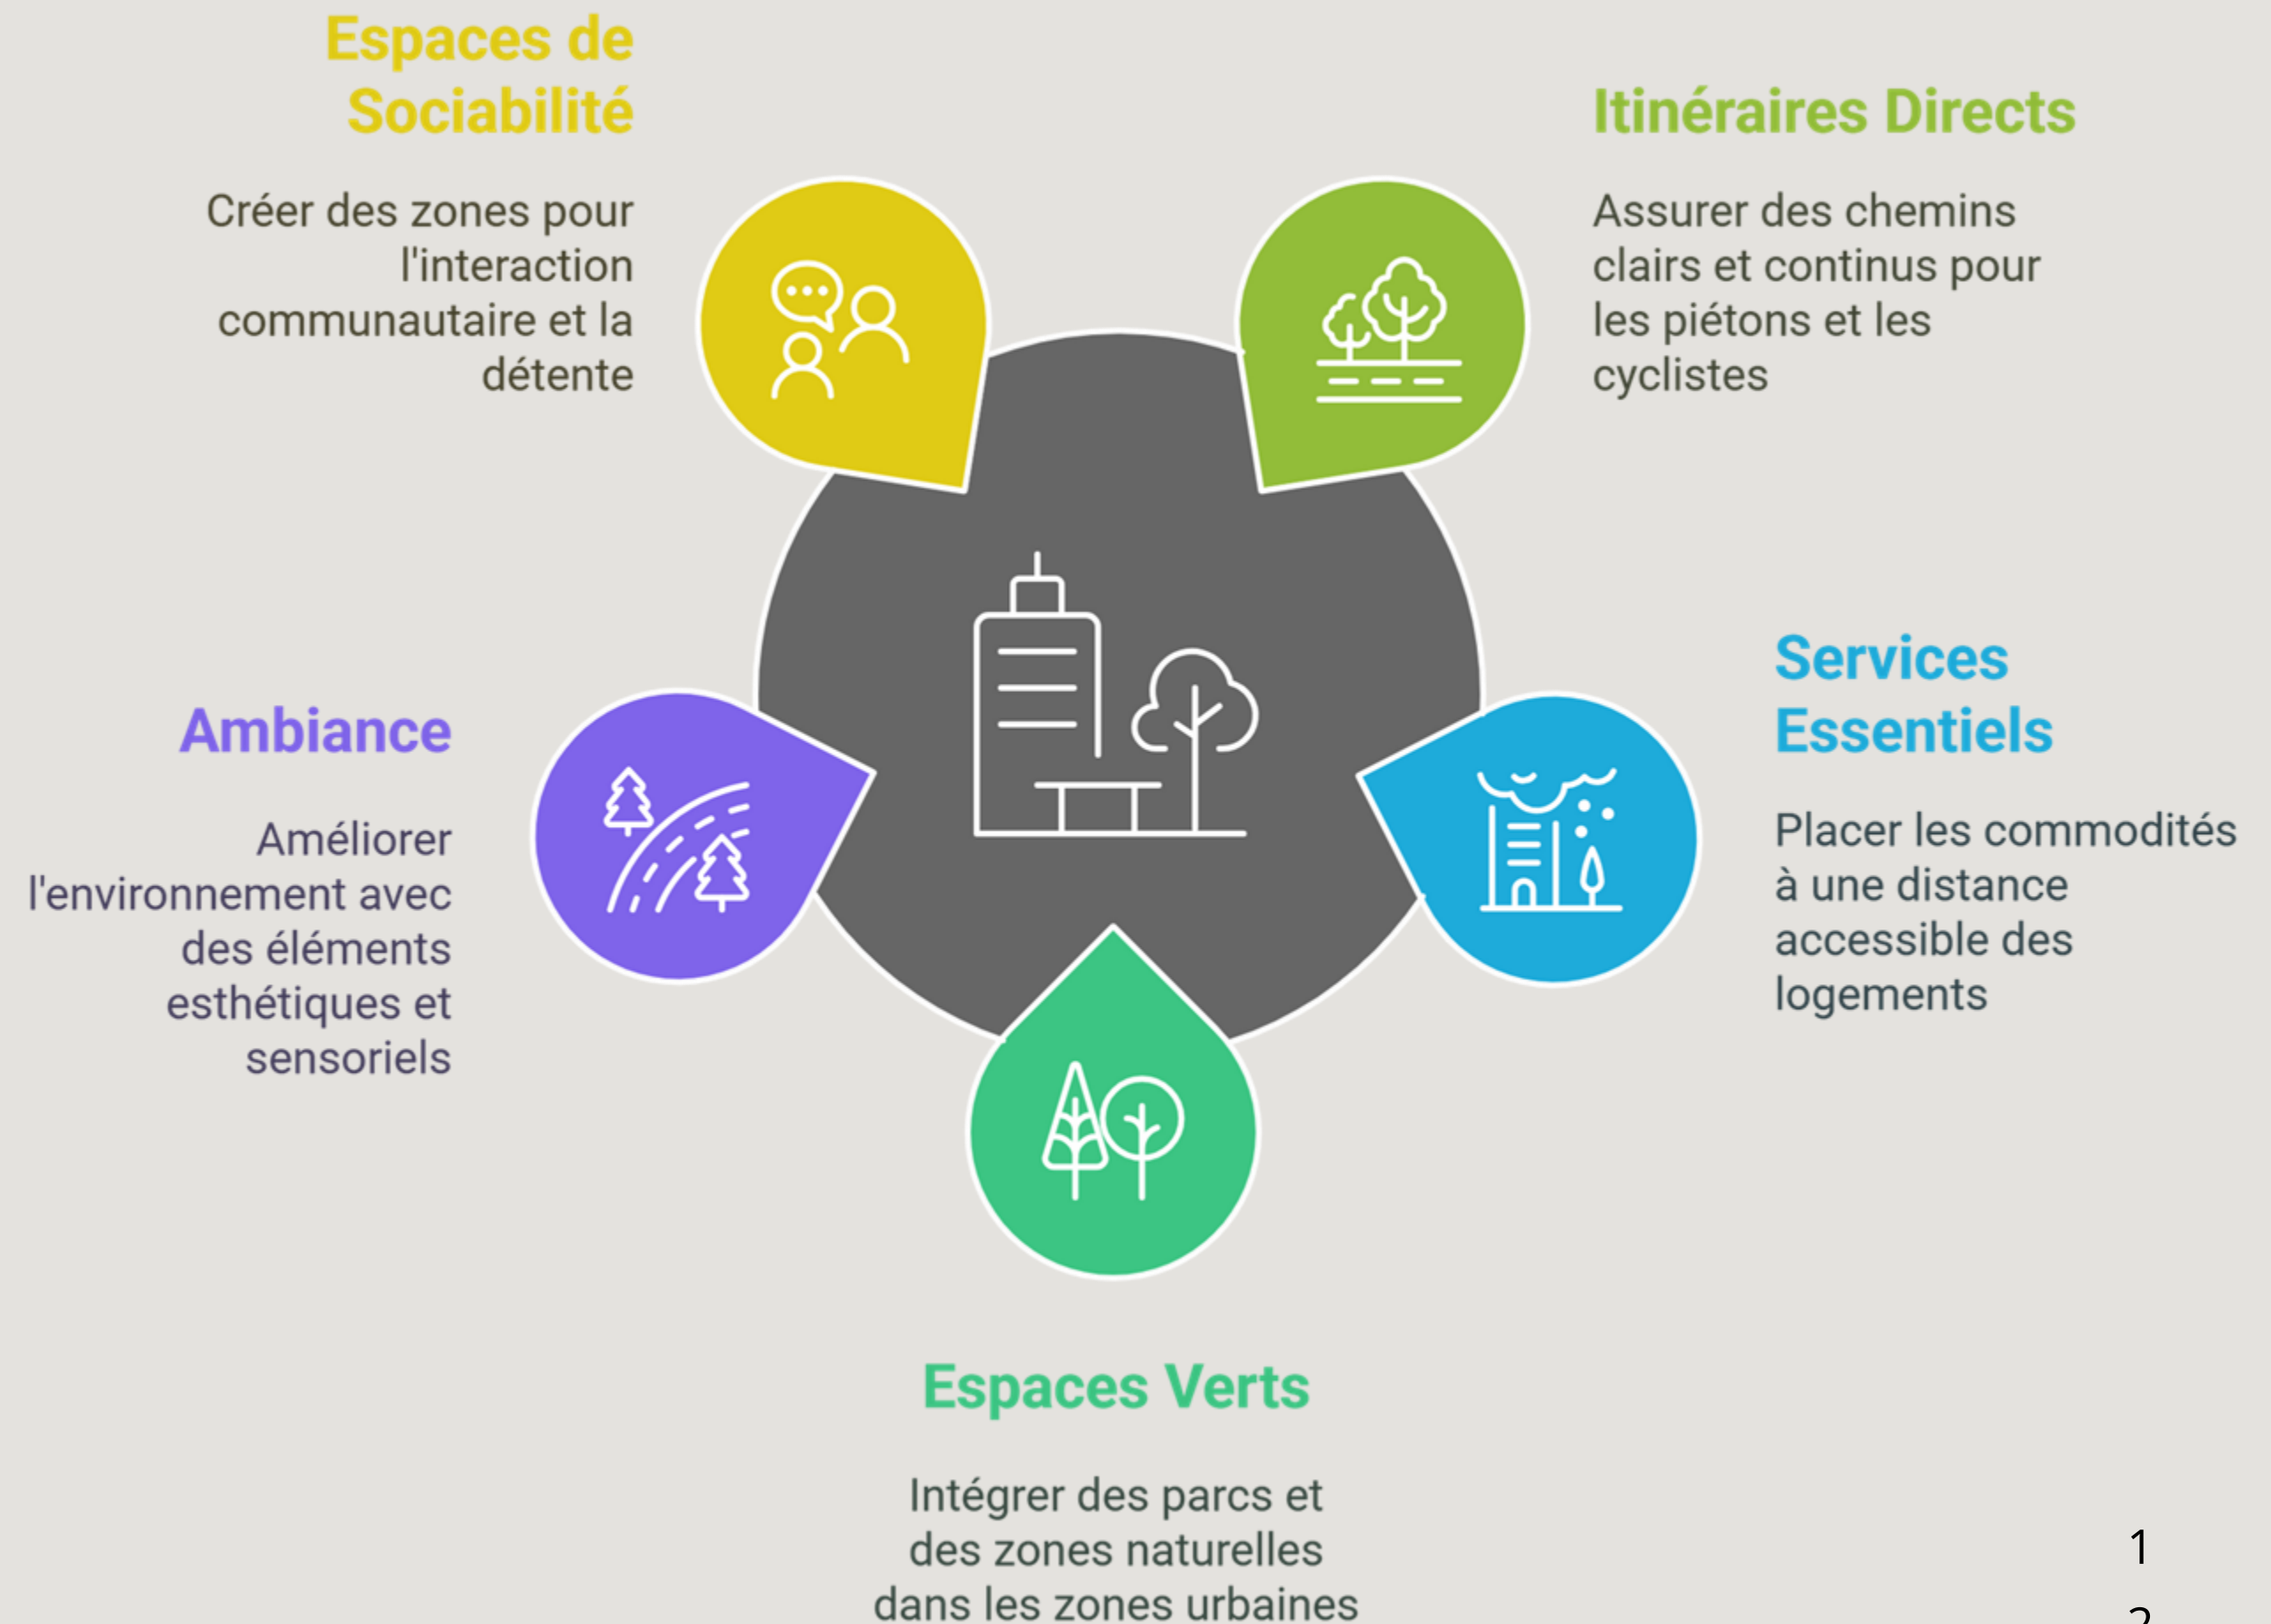 Espaces de
Sociabilité
Créer des zones pour
l'interaction
communautaire et la
détente
Itinéraires Directs
Assurer des chemins
clairs et continus pour
les piétons et les
cyclistes
Services
Essentiels
Placer les commodités
à une distance
accessible des
logements
Ambiance
Améliorer
l'environnement avec
des éléments
esthétiques et
sensoriels
Espaces Verts
Intégrer des parcs et
des zones naturelles
dans les zones urbaines
1
2